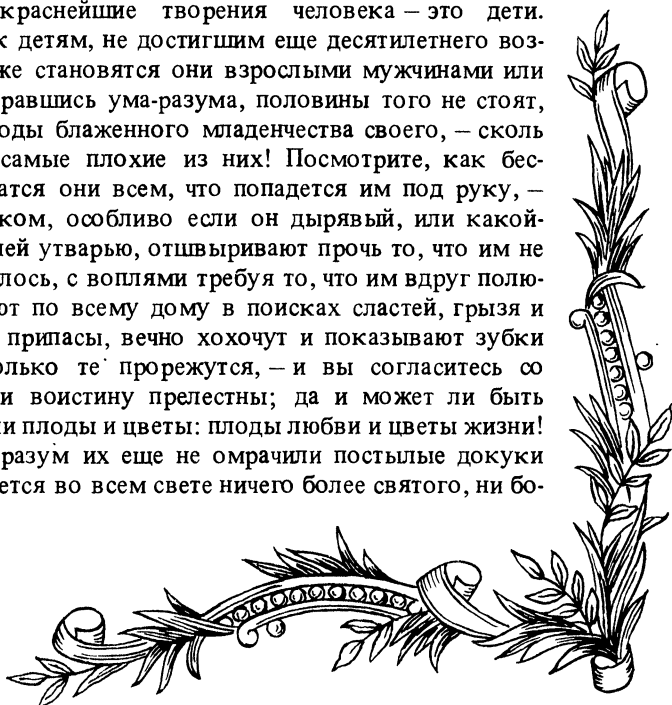 краснейшие творения человека – это дети.
к детям, не достигшим еще десятилетнего воз-
же становятся они взрослыми мужчинами или
равшись ума-разума, половины того не стоят,
оды блаженного младенчества своего, – сколь
самые плохие из них! Посмотрите, как бес-
атся они всем, что попадется им под руку, –
ком, особливо если он дырявый, или какой-
ней утварью, отшвыривают прочь то, что им не
лось, с воплями требуя то, что им вдруг полю-
ют по всему дому в поисках сластей, грызя и
припасы, вечно хохочут и показывают зубки
олько те прорежутся, – и вы согласитесь со
и воистину прелестны; да и может ли быть
ни плоды и цветы: плоды любви и цветы жизни!
разум их еще не омрачили постылые докуки
ется во всем свете ничего более святого, ни бо-